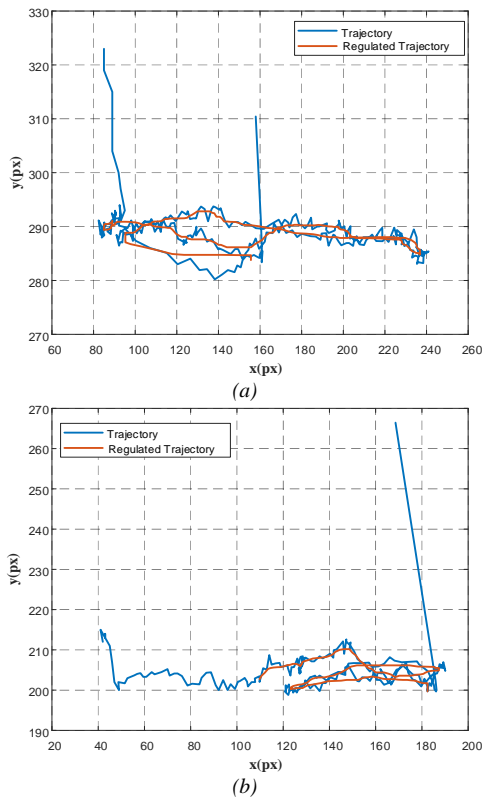 330
Trajectory
Regulated Trajectory
320
310
y(px)
300
290
280
270
60 80 100 120 140 160 180 200 220 240 260
x(px)
(a)
270
Trajectory
Regulated Trajectory
260
250
240
y(px)
230
220
210
200
190
20 40 60 80 100 120 140 160 180 200
x(px)
(b)